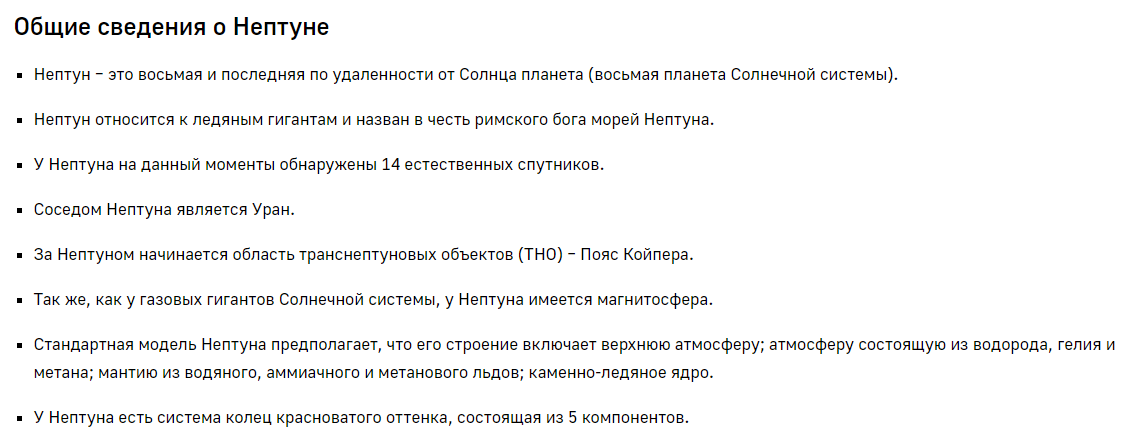 Общие сведения о Нептуне
▪ Нептун – это восьмая и последняя по удаленности от Солнца планета (восьмая планета Солнечной системы).
▪ Нептун относится к ледяным гигантам и назван в честь римского бога морей Нептуна.
▪ У Нептуна на данный моменты обнаружены 14 естественных спутников.
▪ Соседом Нептуна является Уран.
▪ За Нептуном начинается область транснептуновых объектов (ТНО) – Пояс Койпера.
▪ Так же, как у газовых гигантов Солнечной системы, у Нептуна имеется магнитосфера.
▪ Стандартная модель Нептуна предполагает, что его строение включает верхнюю атмосферу; атмосферу состоящую из водорода, гелия и
метана; мантию из водяного, аммиачного и метанового льдов; каменно-ледяное ядро.
▪ У Нептуна есть система колец красноватого оттенка, состоящая из 5 компонентов.